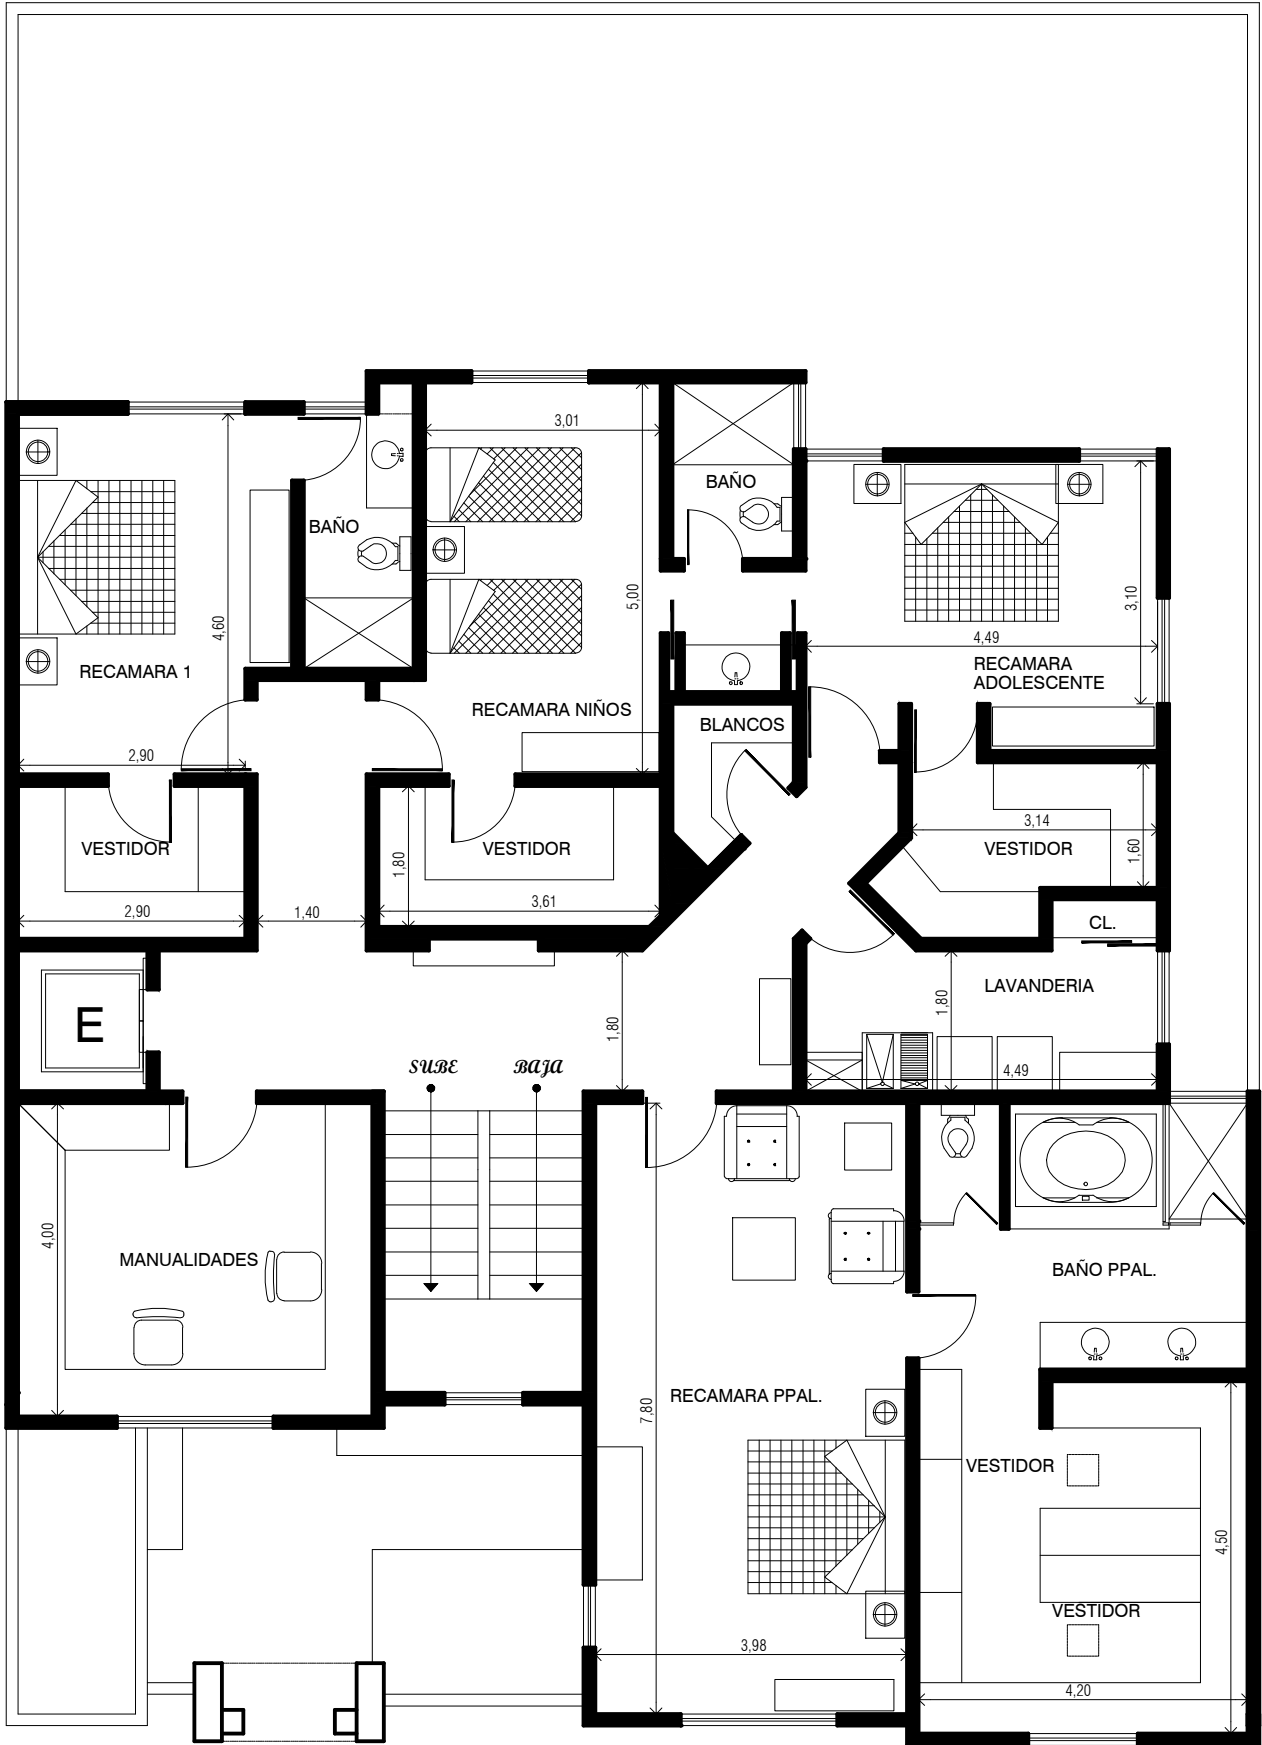 3,01
BAÑO
BAÑO
4,60
5,00
3,10
4,49
RECAMARA
ADOLESCENTE
RECAMARA 1
RECAMARA NIÑOS
BLANCOS
2,90
3,14
VESTIDOR
VESTIDOR
VESTIDOR
1,80
1,60
2,90
1,40
3,61
CL.
LAVANDERIA
E
1,80
1,80
SUBE
BAJA
4,49
4,00
MANUALIDADES
BAÑO PPAL.
RECAMARA PPAL.
7,80
VESTIDOR
4,50
VESTIDOR
3,98
4,20